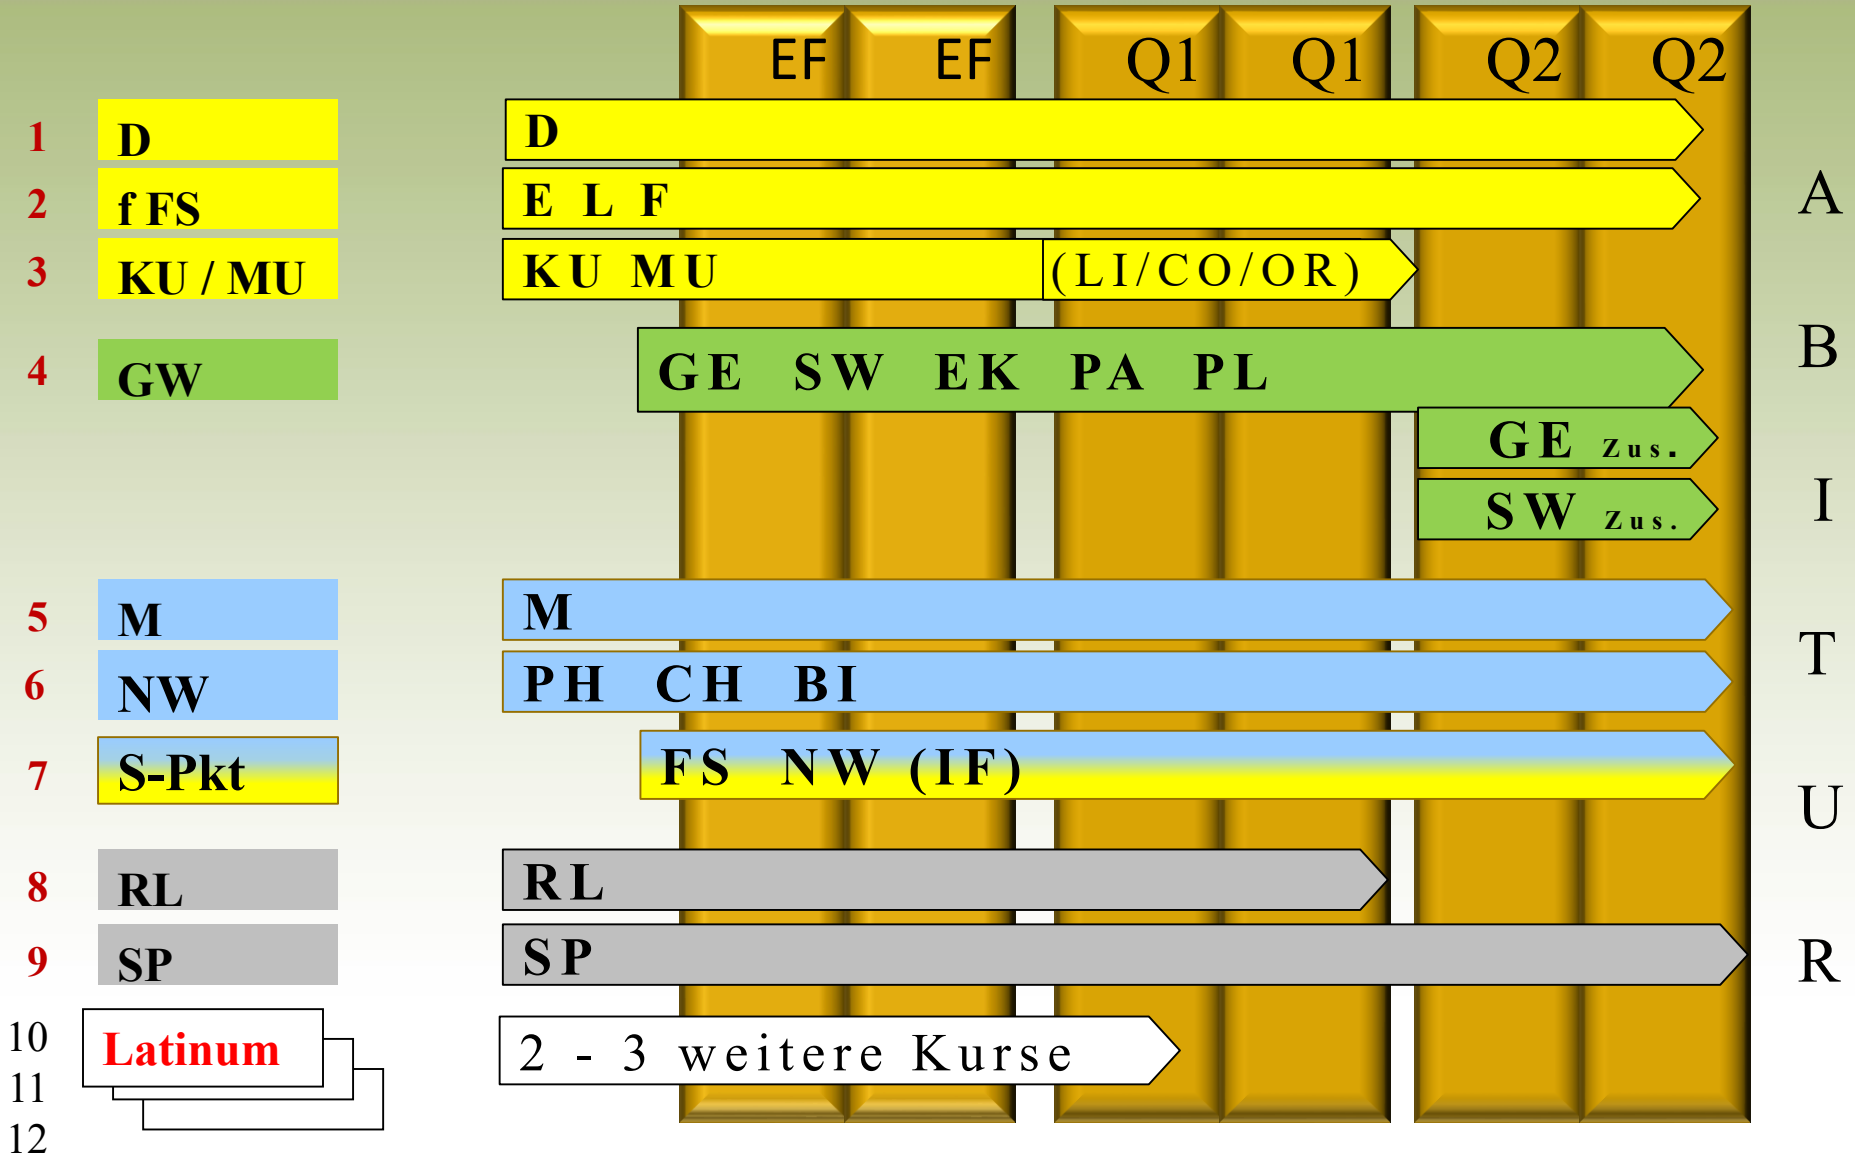 EF EF Q1 Q1 Q2 Q2
1 D D
2 f FS E L F
3 KU / MU KU MU (LI/CO/OR)
4 GW GE SW EK PA PL
GE Zus.
SW Zus.
5 M M
6 NW PH CH BI
7 S-Pkt FS NW (IF)
8 RL RL
9 SP SP
10 Latinum 2 - 3 weitere Kurse
11
12
A
B
I
T
U
R